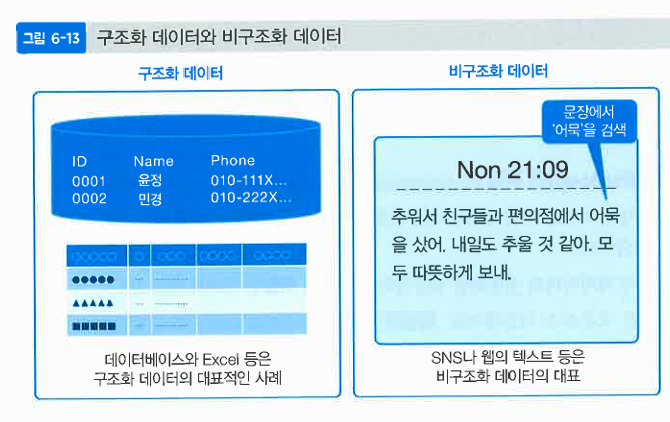 그림 6-13
구조화 데이터와 비구조화 데이터
구조화 데이터
ID Name Phone
0001 윤정 010-111X...
0002 민경 010-222X...
데이터베이스와 Excel 등은
구조화 데이터의 대표적인 사례
비구조화 데이터
문장에서
'어묵'을 검색
Non 21:09
추워서 친구들과 편의점에서 어묵
을 샀어. 내일도 추울 것 같아. 모
두 따뜻하게 보내.
SNS나 웹의 텍스트 등은
비구조화 데이터의 대표